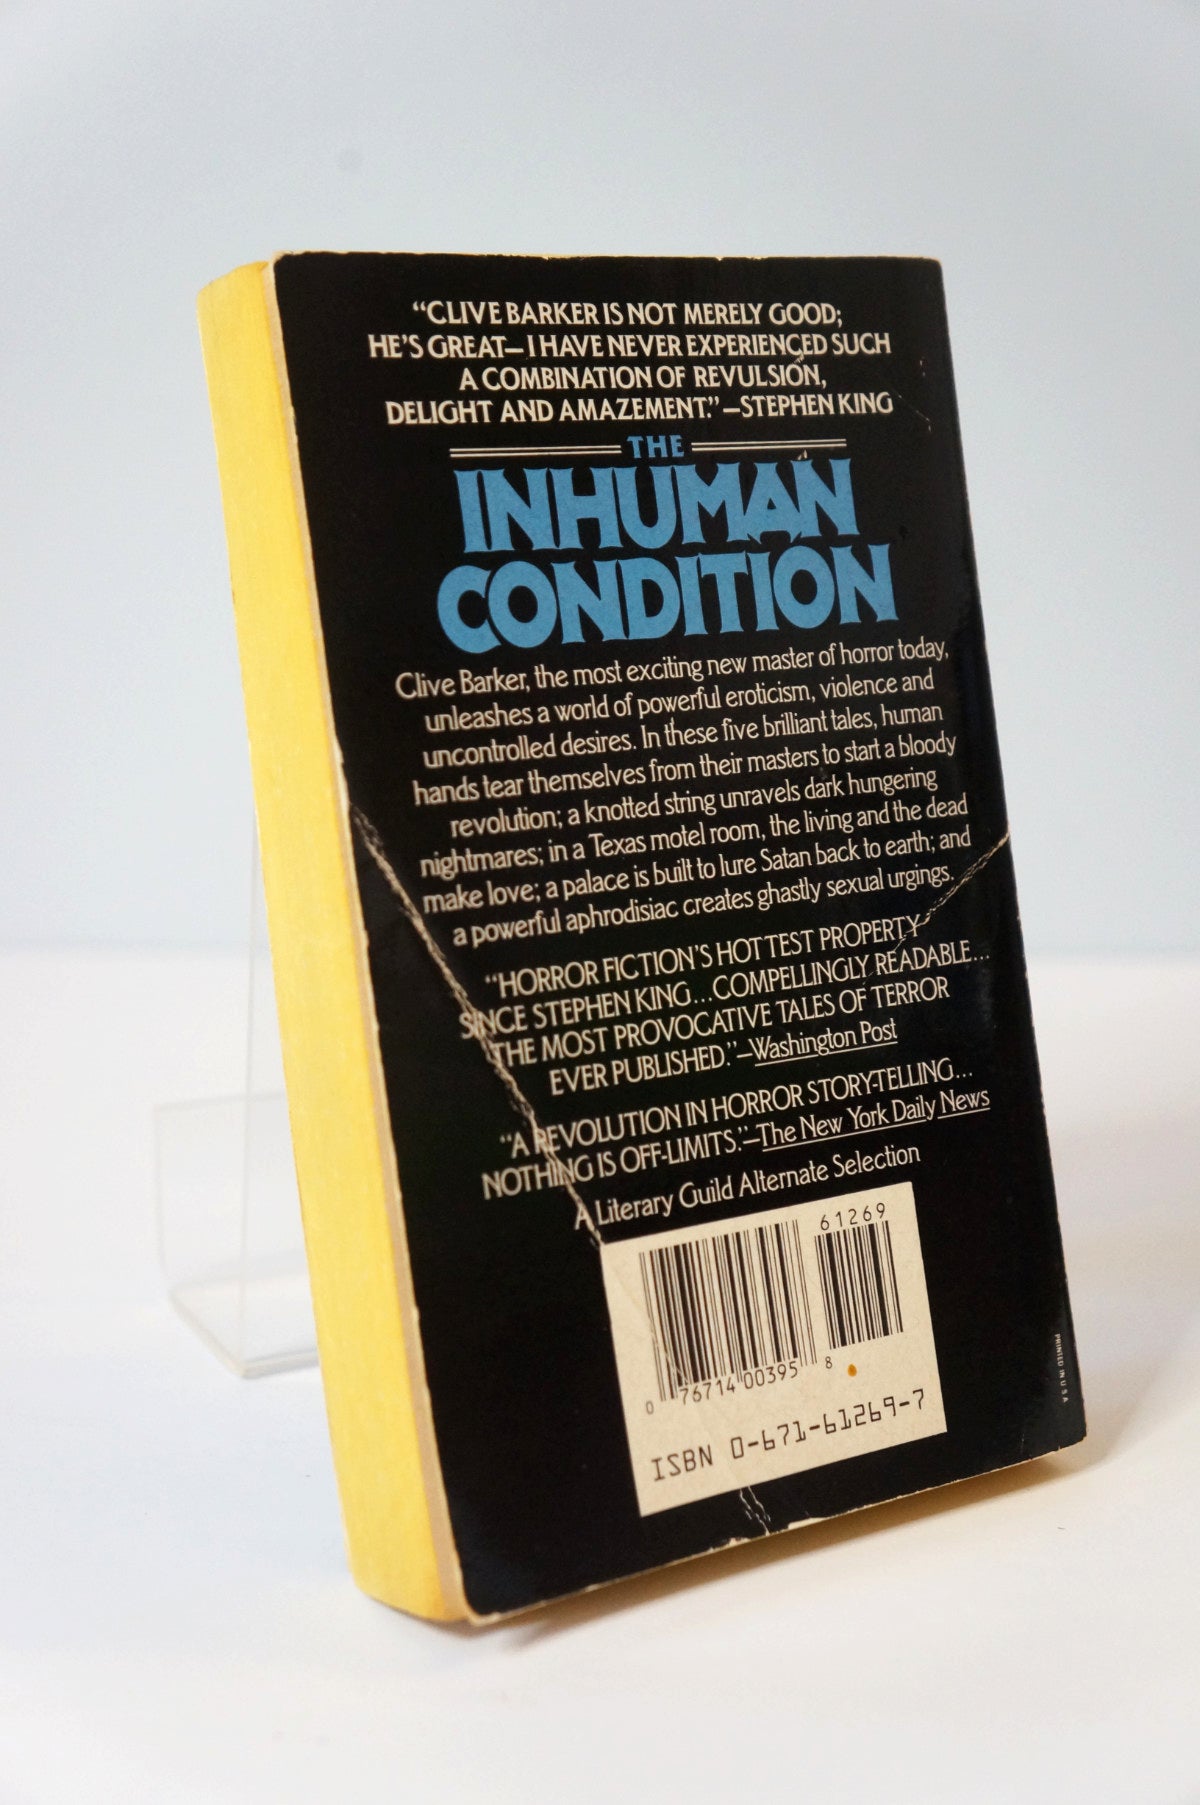 “CLIVE BARKER IS NOT MERELY GOOD;
HE'S GREAT—I HAVE NEVER EXPERIENCED SUCH
A COMBINATION OF REVULSION,
DELIGHT AND AMAZEMENT.”—STEPHEN KING
THE
INHUMAN
CONDITION
Clive Barker, the most exciting new master of horror today,
unleashes a world of powerful eroticism, violence and
uncontrolled desires. In these five brilliant tales, human
hands tear themselves from their masters to start a bloody
revolution; a knotted string unravels dark hungering
nightmares; in a Texas motel room, the living and the dead
make love; a palace is built to lure Satan back to earth; and
a powerful aphrodisiac creates ghastly sexual urgings.
“HORROR FICTION'S HOTTEST PROPERTY
SINCE STEPHEN KING...COMPELLINGLY READABLE...
THE MOST PROVOCATIVE TALES OF TERROR
EVER PUBLISHED.”—Washington Post
“A REVOLUTION IN HORROR STORY-TELLING...
NOTHING IS OFF-LIMITS.”—The New York Daily News
A Literary Guild Alternate Selection
61269
0 76714 00395 8
ISBN 0-671-61269-7
PRINTED IN U.S.A.